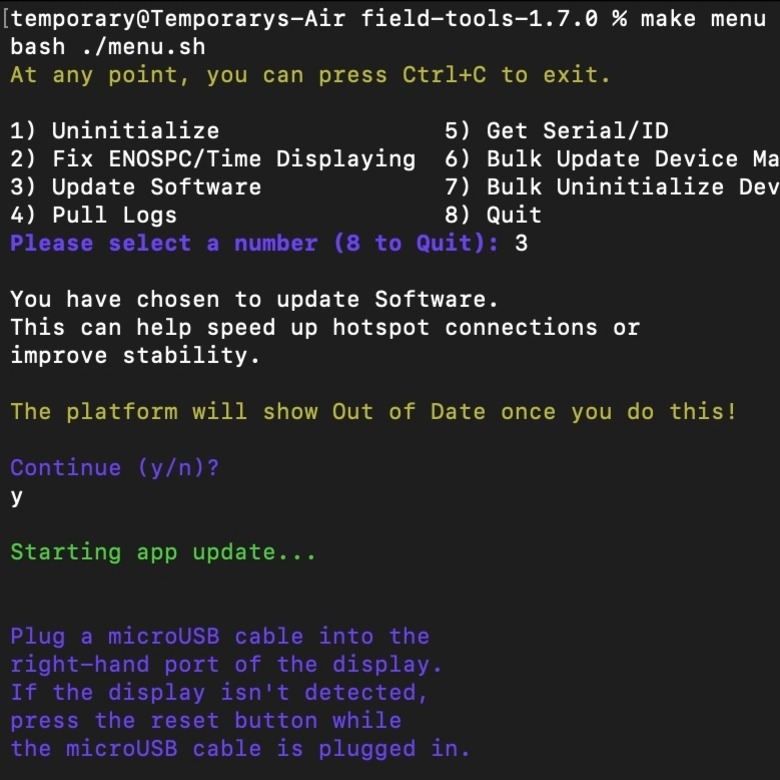 [temporary@Temporarys-Air field-tools-1.7.0 % make menu
bash ./menu.sh
At any point, you can press Ctrl+C to exit.
1) Uninitialize 5) Get Serial/ID
2) Fix ENOSPC/Time Displaying 6) Bulk Update Device Ma
3) Update Software 7) Bulk Uninitialize Dev
4) Pull Logs 8) Quit
Please select a number (8 to Quit): 3
You have chosen to update Software.
This can help speed up hotspot connections or
improve stability.
The platform will show Out of Date once you do this!
Continue (y/n)?
y
Starting app update...
Plug a microUSB cable into the
right-hand port of the display.
If the display isn't detected,
press the reset button while
the microUSB cable is plugged in.